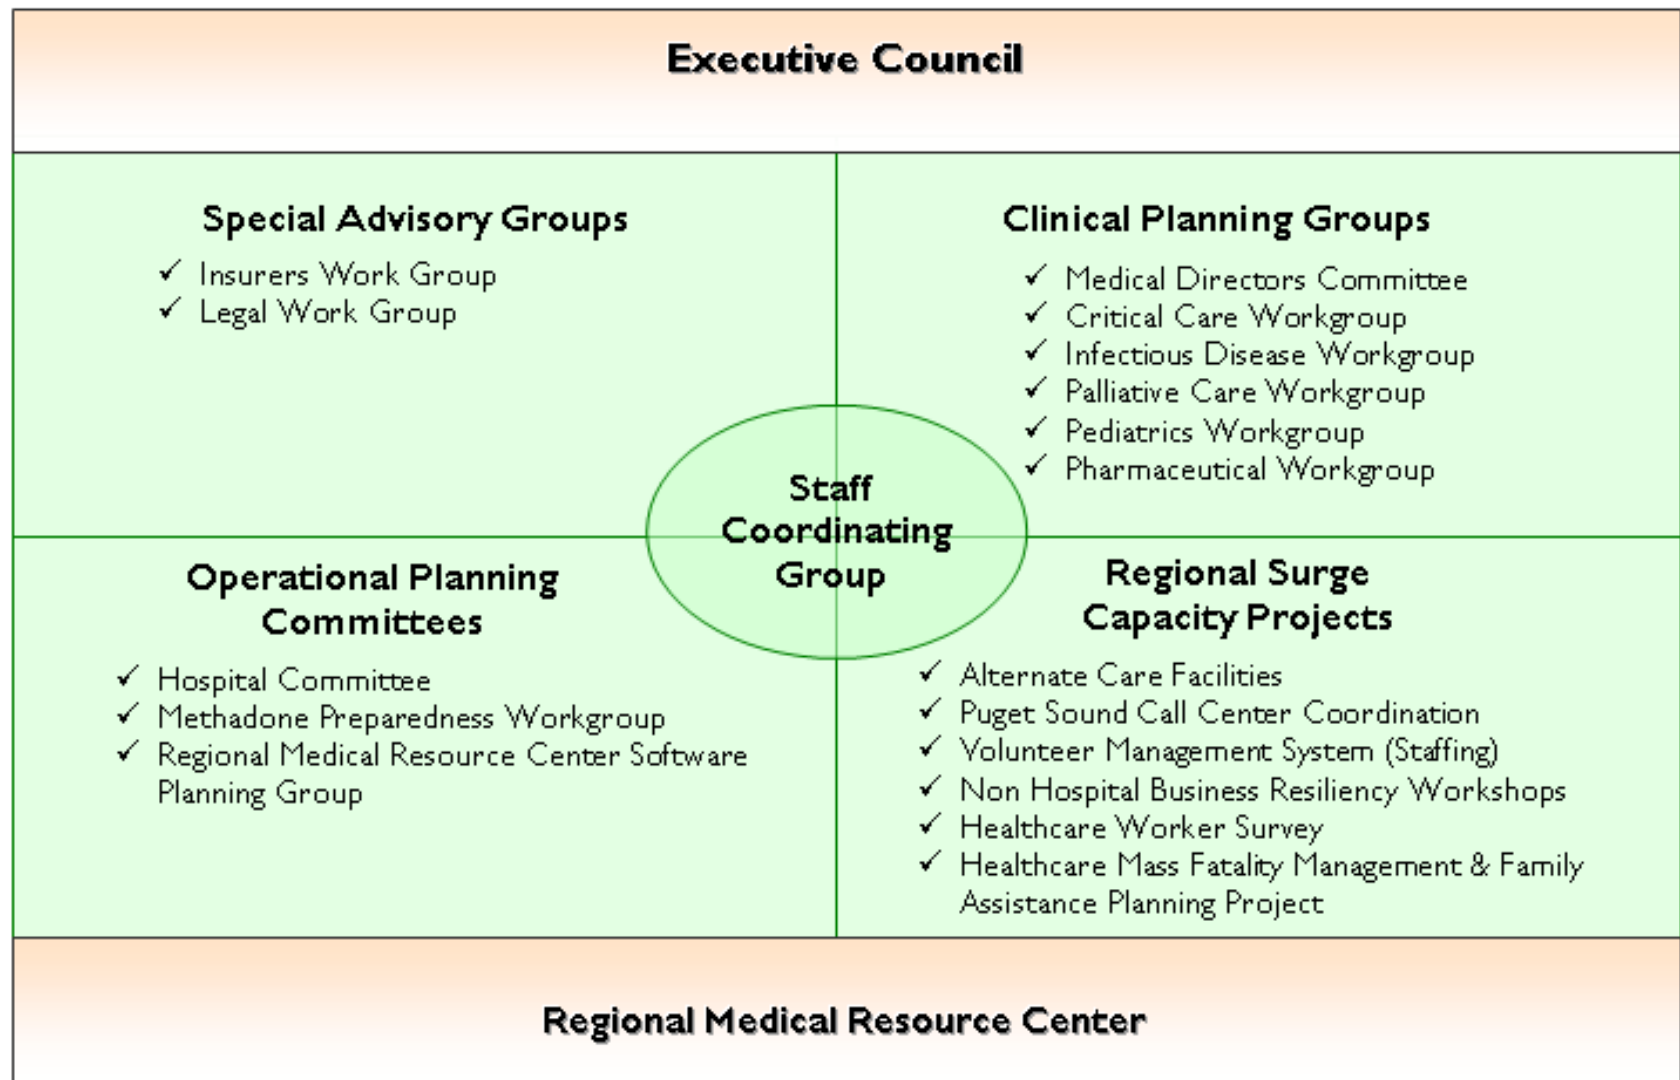 Executive Council
Special Advisory Groups
✓ Insurers Work Group
✓ Legal Work Group
Clinical Planning Groups
✓ Medical Directors Committee
✓ Critical Care Workgroup
✓ Infectious Disease Workgroup
✓ Palliative Care Workgroup
✓ Pediatrics Workgroup
✓ Pharmaceutical Workgroup
Staff
Coordinating
Group
Operational Planning
Committees
✓ Hospital Committee
✓ Methadone Preparedness Workgroup
✓ Regional Medical Resource Center Software
Planning Group
Regional Surge
Capacity Projects
✓ Alternate Care Facilities
✓ Puget Sound Call Center Coordination
✓ Volunteer Management System (Staffing)
✓ Non Hospital Business Resiliency Workshops
✓ Healthcare Worker Survey
✓ Healthcare Mass Fatality Management & Family
Assistance Planning Project
Regional Medical Resource Center